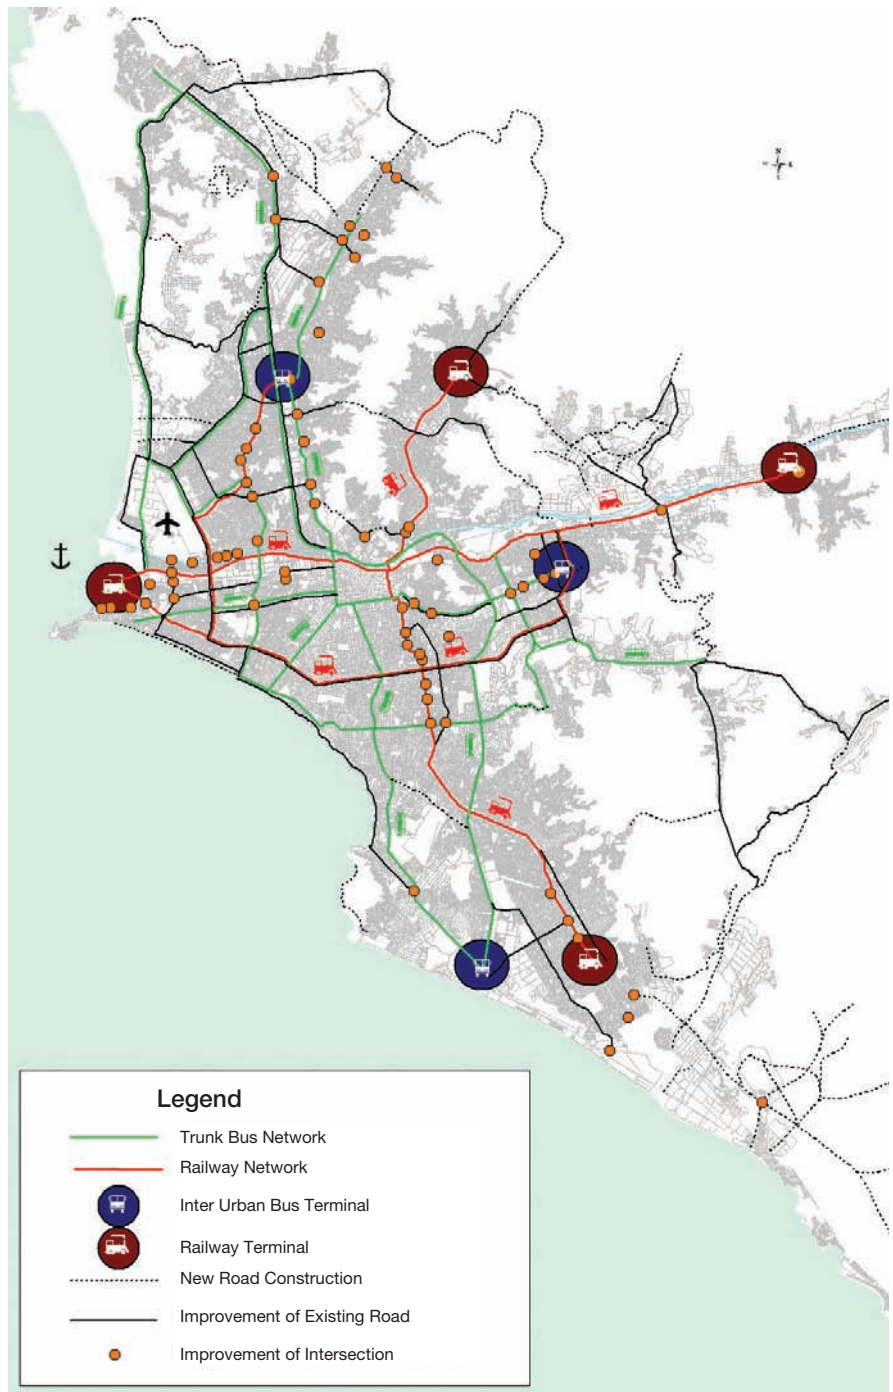 N
Legend
Trunk Bus Network
Railway Network
Inter Urban Bus Terminal
Railway Terminal
New Road Construction
Improvement of Existing Road
Improvement of Intersection